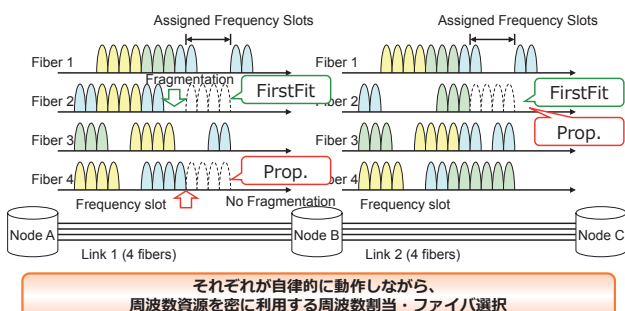 Assigned Frequency Slots
Assigned Frequency Slots
Fiber 1
Fiber 1
Fragmentation
Fiber 2
FirstFit
Fiber 2
FirstFit
Prop.
Fiber 3
Fiber 3
Fiber 4
Prop.
ber 4
Frequency slot
No Fragmentation
Frequency slot
Node A
Node B
Node C
Link 1 (4 fibers)
Link 2 (4 fibers)
それぞれが自律的に動作しながら、
周波数資源を密に利用する周波数割当・ファイバ選択